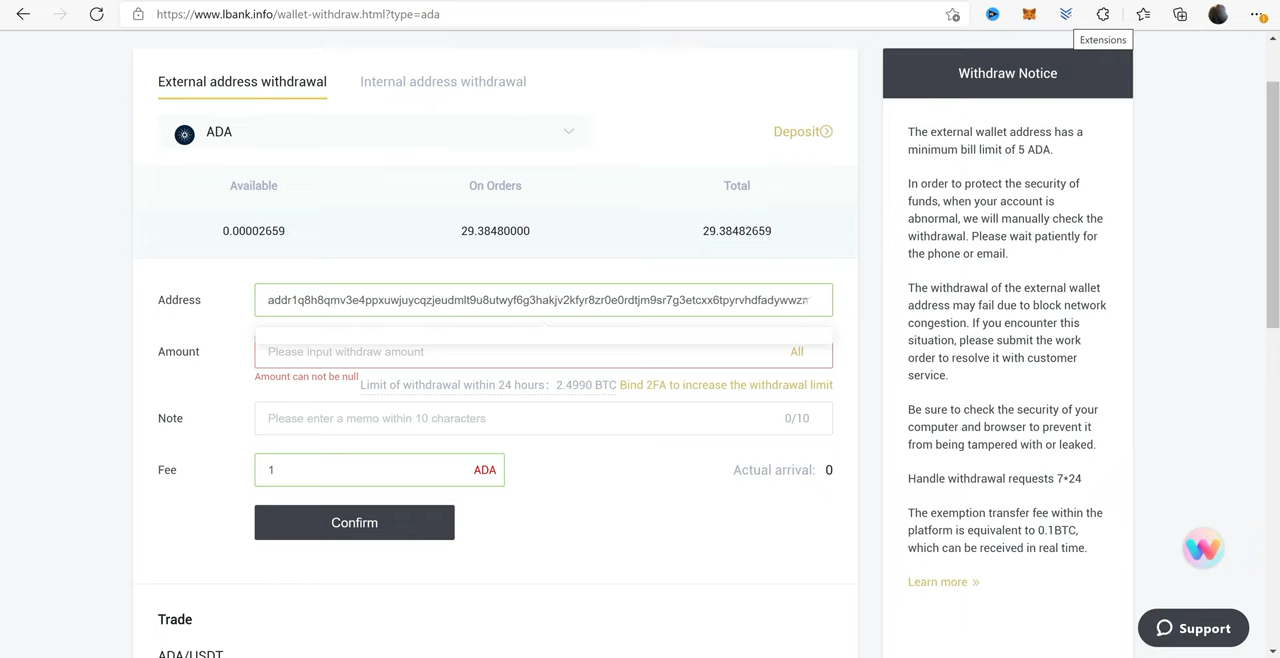 https://www.lbank.info/wallet-withdraw.html?type=ada
Extensions
External address withdrawal Internal address withdrawal
ADA
Deposit
Available On Orders Total
0.00002659 29.38480000 29.38482659
Address addr1q8h8qmv3e4ppxuwjuycqzjeudmlt9u8utwyf6g3hakjv2kfyr8zr0e0rdtjm9sr7g3etcxx6tpyrvhdfadywwzm
Amount Please input withdraw amount All
Amount can not be null
Limit of withdrawal within 24 hours: 2.4990 BTC Bind 2FA to increase the withdrawal limit
Note Please enter a memo within 10 characters 0/10
Fee 1 ADA Actual arrival: 0
Confirm
Trade
ADA/USDT
Withdraw Notice
The external wallet address has a
minimum bill limit of 5 ADA.
In order to protect the security of
funds, when your account is
abnormal, we will manually check the
withdrawal. Please wait patiently for
the phone or email.
The withdrawal of the external wallet
address may fail due to block network
congestion. If you encounter this
situation, please submit the work
order to resolve it with customer
service.
Be sure to check the security of your
computer and browser to prevent it
from being tampered with or leaked.
Handle withdrawal requests 7*24
The exemption transfer fee within the
platform is equivalent to 0.1BTC,
which can be received in real time.
Learn more »
Support